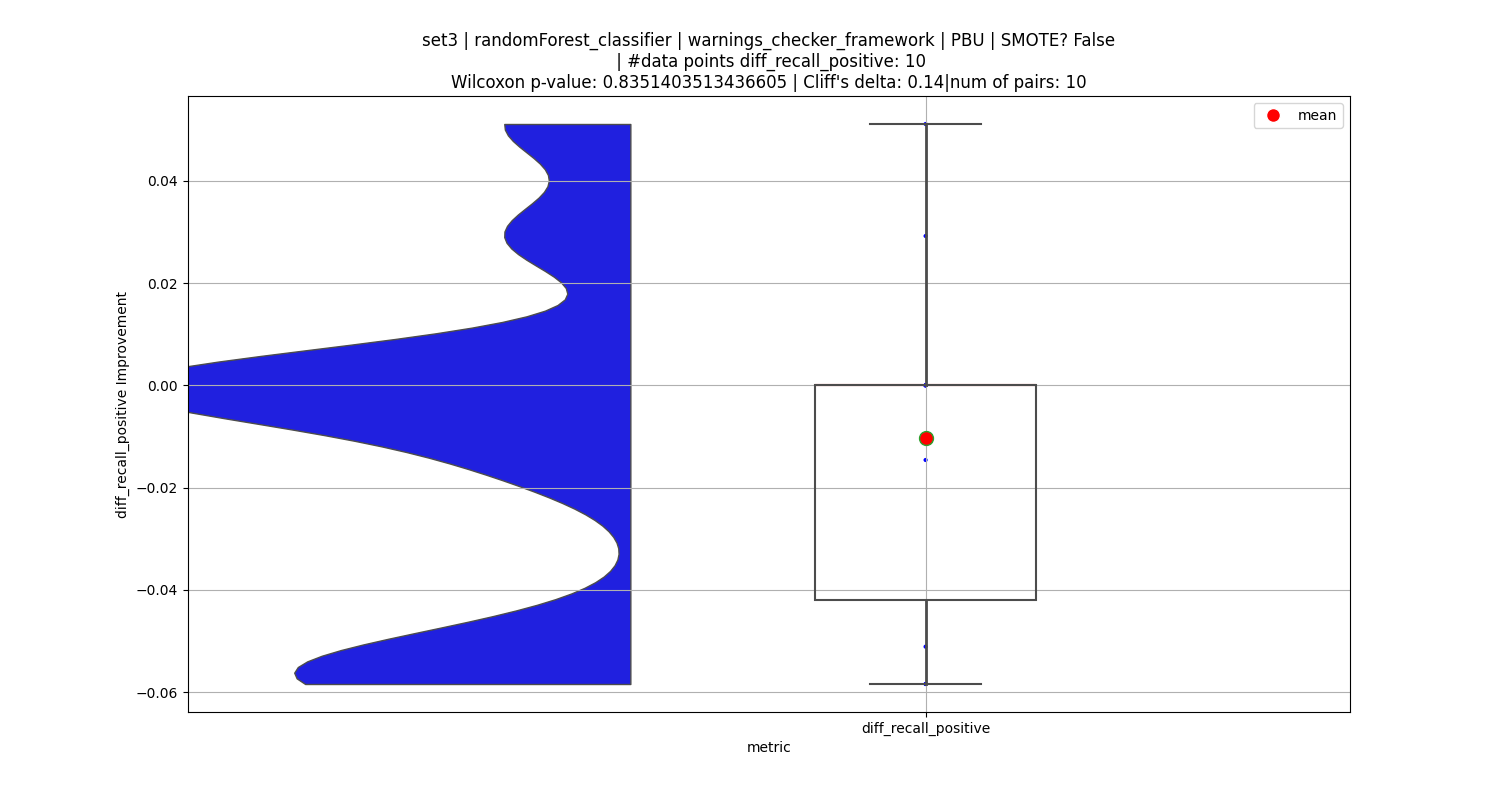 set3 | randomForest_classifier | warnings_checker_framework | PBU | SMOTE? False
| #data points diff_recall_positive: 10
Wilcoxon p-value: 0.8351403513436605 | Cliff's delta: 0.14|num of pairs: 10
mean
0.04
0.02
0.00
−0.02
−0.04
−0.06
diff_recall_positive Improvement
diff_recall_positive
metric